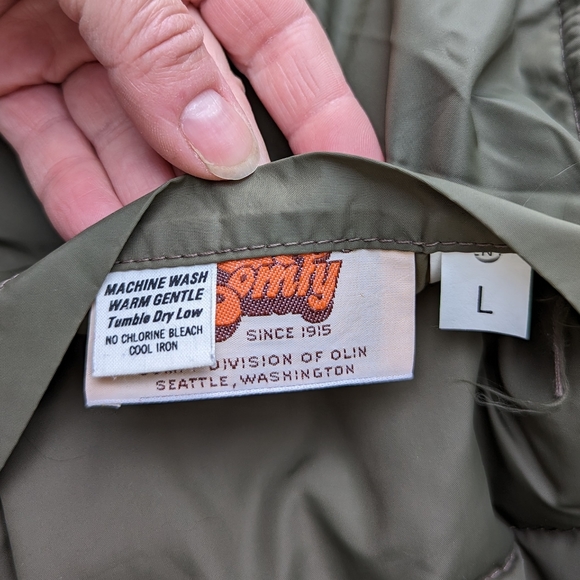 MACHINE WASH
WARM GENTLE
Tumble Dry Low
NO CHLORINE BLEACH
COOL IRON
Comfy
SINCE 1915
DIVISION OF OLIN
SEATTLE, WASHINGTON
L